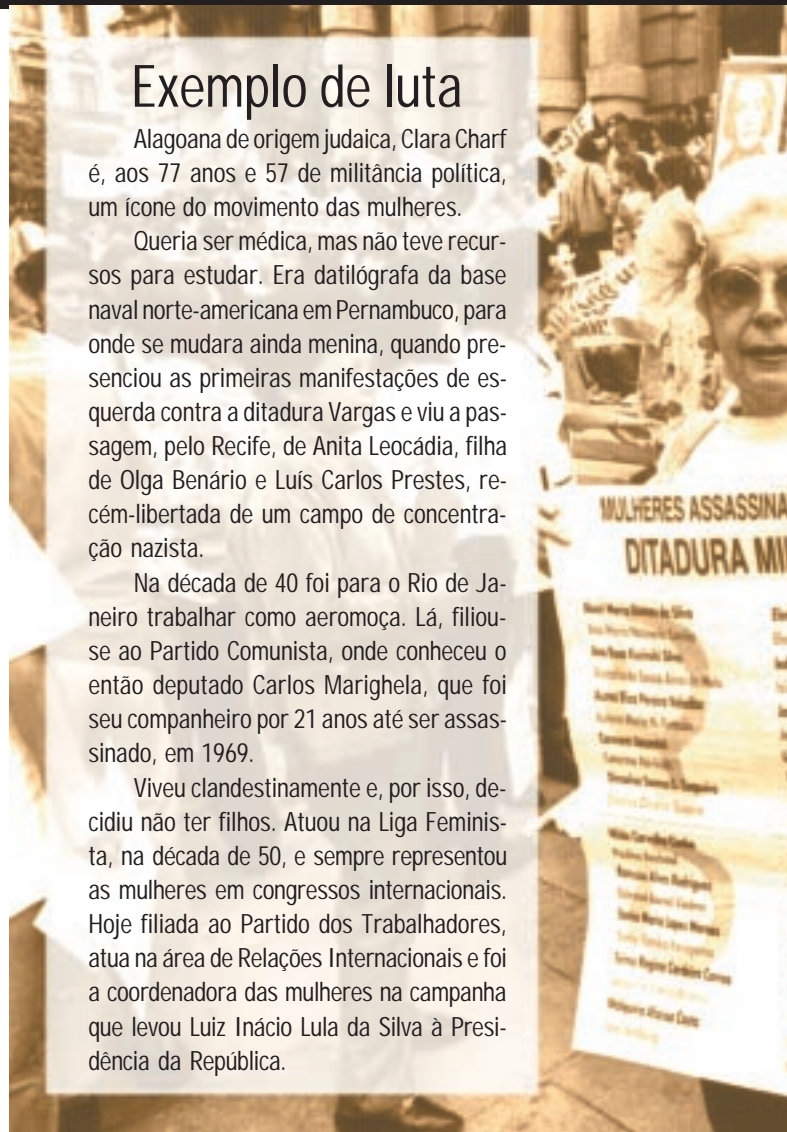 Exemplo de luta
Alagoana de origem judaica, Clara Charf
é, aos 77 anos e 57 de militância política,
um ícone do movimento das mulheres.
Queria ser médica, mas não teve recur-
sos para estudar. Era datilógrafa da base
naval norte-americana em Pernambuco, para
onde se mudara ainda menina, quando pre-
senciou as primeiras manifestações de es-
querda contra a ditadura Vargas e viu a pas-
sagem, pelo Recife, de Anita Leocádia, filha
de Olga Benário e Luís Carlos Prestes, re-
cém-libertada de um campo de concentra-
ção nazista.
Na década de 40 foi para o Rio de Ja-
neiro trabalhar como aeromoça. Lá, filiou-
se ao Partido Comunista, onde conheceu o
então deputado Carlos Marighela, que foi
seu companheiro por 21 anos até ser assas-
sinado, em 1969.
Viveu clandestinamente e, por isso, de-
cidiu não ter filhos. Atuou na Liga Feminis-
ta, na década de 50, e sempre representou
as mulheres em congressos internacionais.
Hoje filiada ao Partido dos Trabalhadores,
atua na área de Relações Internacionais e foi
a coordenadora das mulheres na campanha
que levou Luiz Inácio Lula da Silva à Presi-
dência da República.
MULHERES ASSASSINA
DITADURA MI